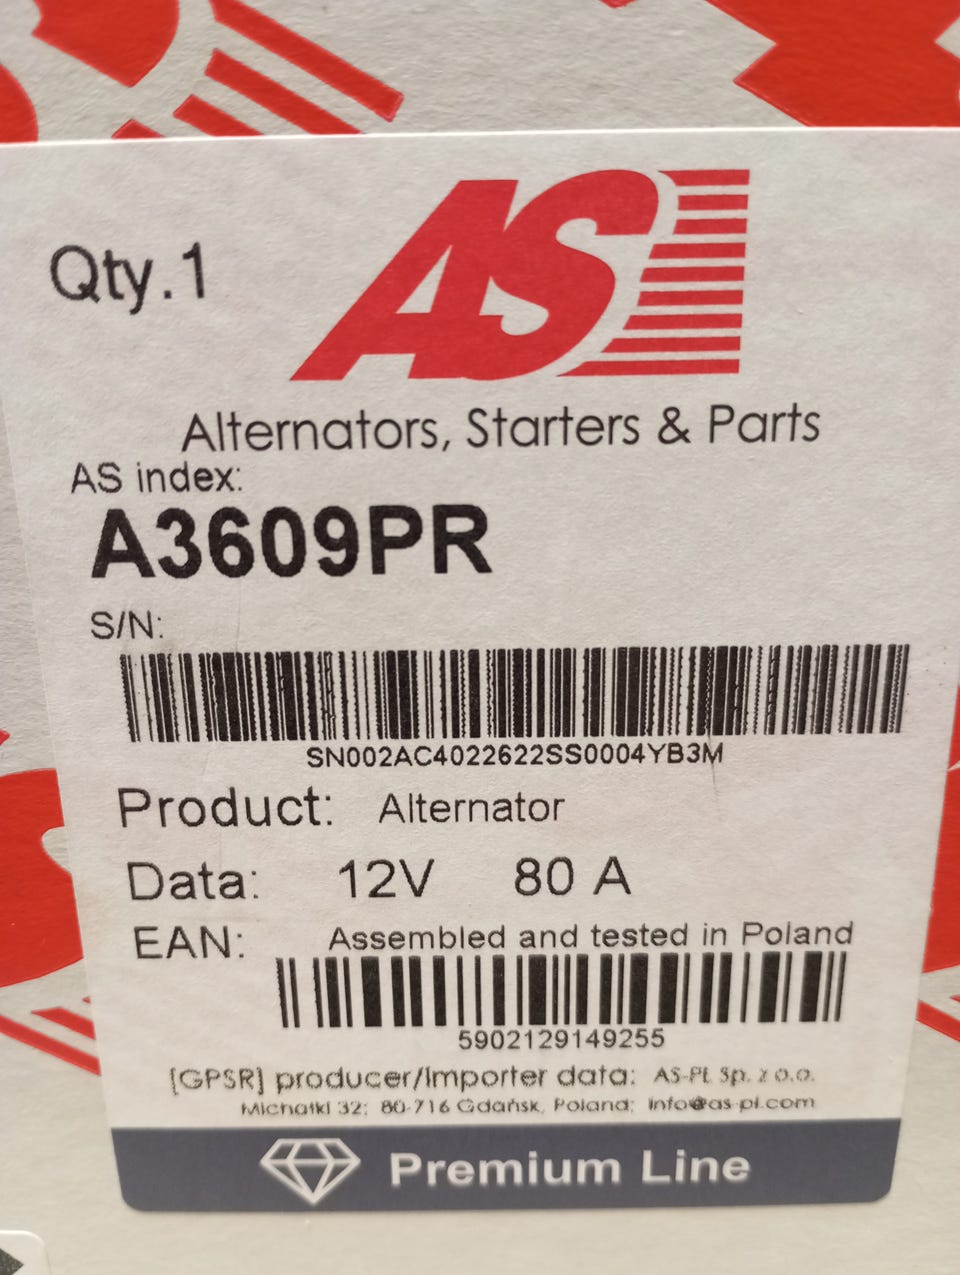 Qty.1
AS
Alternators, Starters & Parts
AS index:
A3609PR
S/N:
SN002AC4022622SS0004YB3M
Product: Alternator
Data: 12V 80 A
EAN: Assembled and tested in Poland
5902129149255
[GPSR] producer/Importer data: AS-PL Sp. z o.o.
Michałki 32; 80-716 Gdańsk, Poland; info@as-pl.com
Premium Line